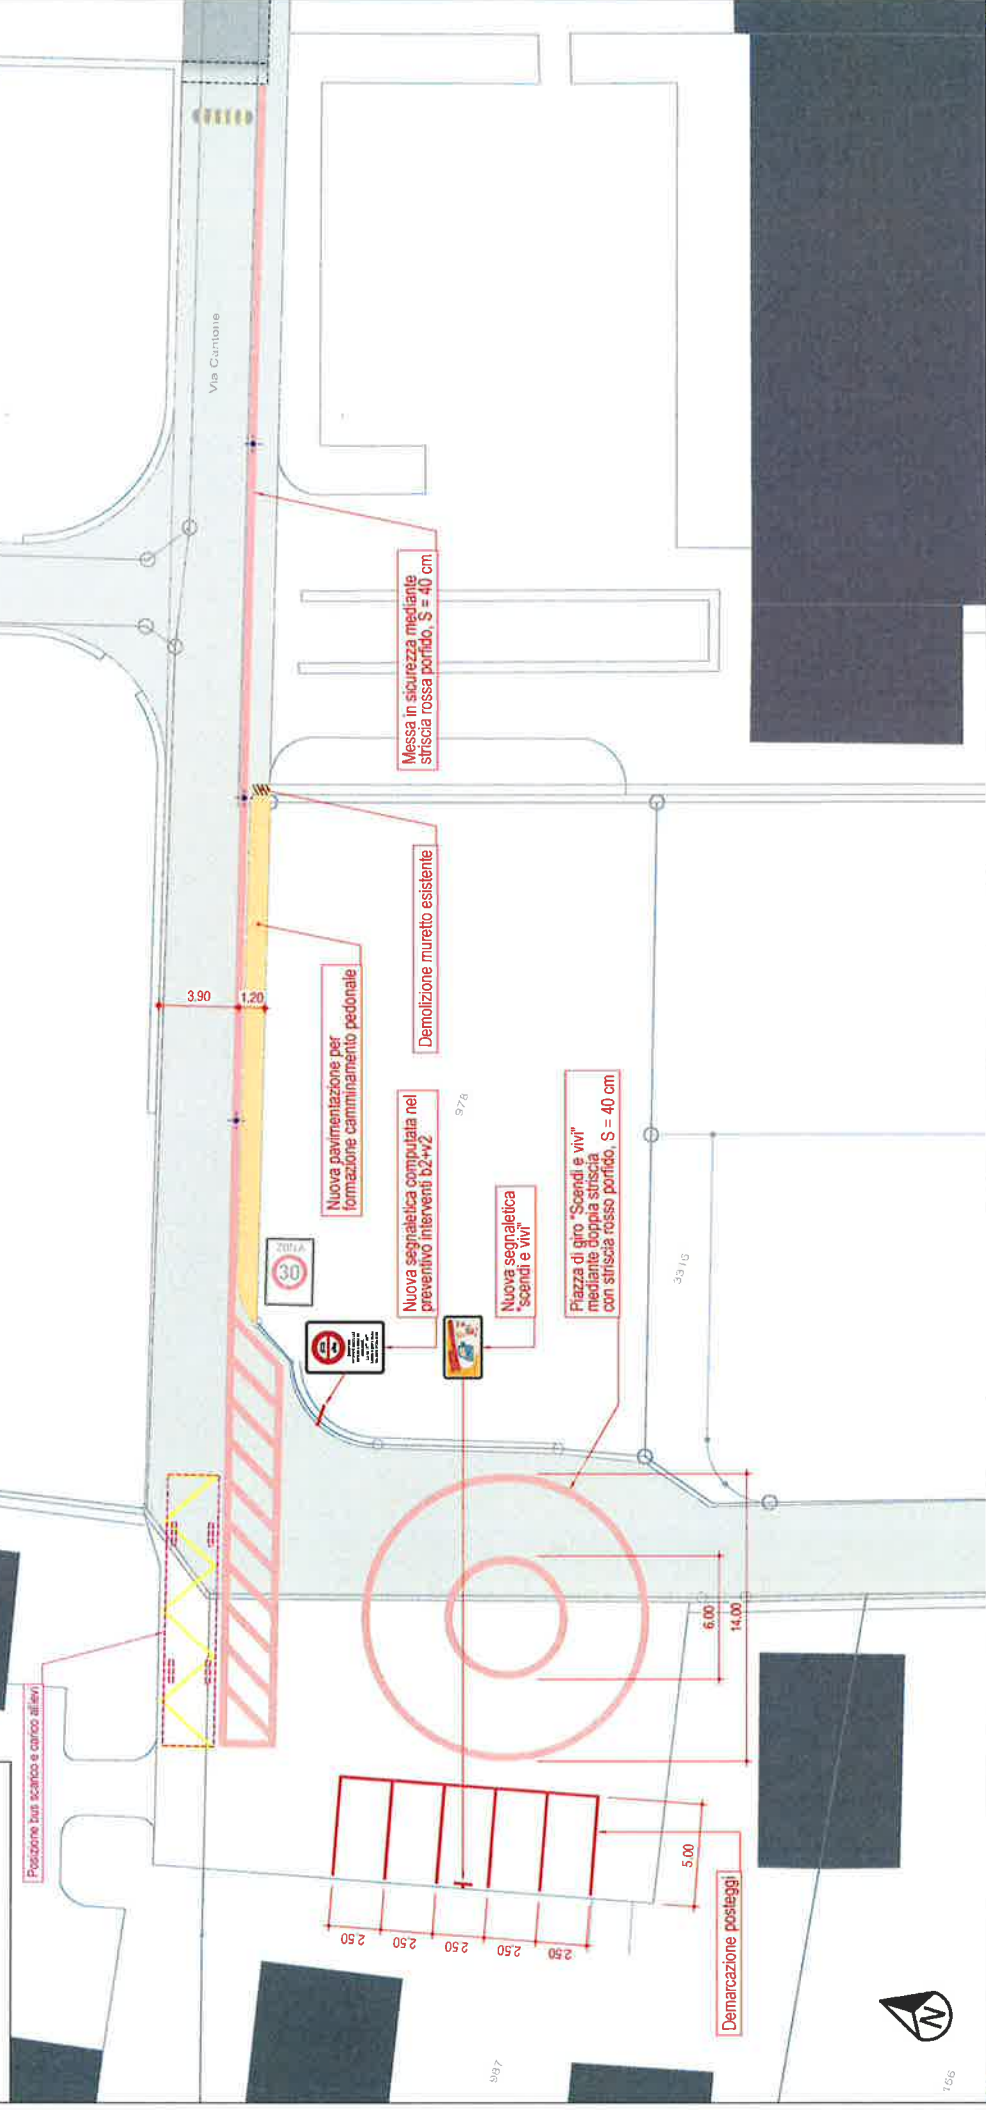 Via Cantone
Messa in sicurezza mediante
striscia rossa porfido, S = 40 cm
Demolizione muretto esistente
Nuova pavimentazione per
formazione camminamento pedonale
3.90
1.20
Nuova segnaletica computata nel
preventivo interventi b2+v2
978
Nuova segnaletica
"scendi e vivi"
Piazza di giro "Scendi e vivi"
mediante doppia striscia
con striscia rosso porfido, S = 40 cm
3316
ZONA
30
Posizione bus scarico e carico allievi
6.00
14.00
2.50
2.50
2.50
2.50
2.50
5.00
Demarcazione posteggi
987
166
N